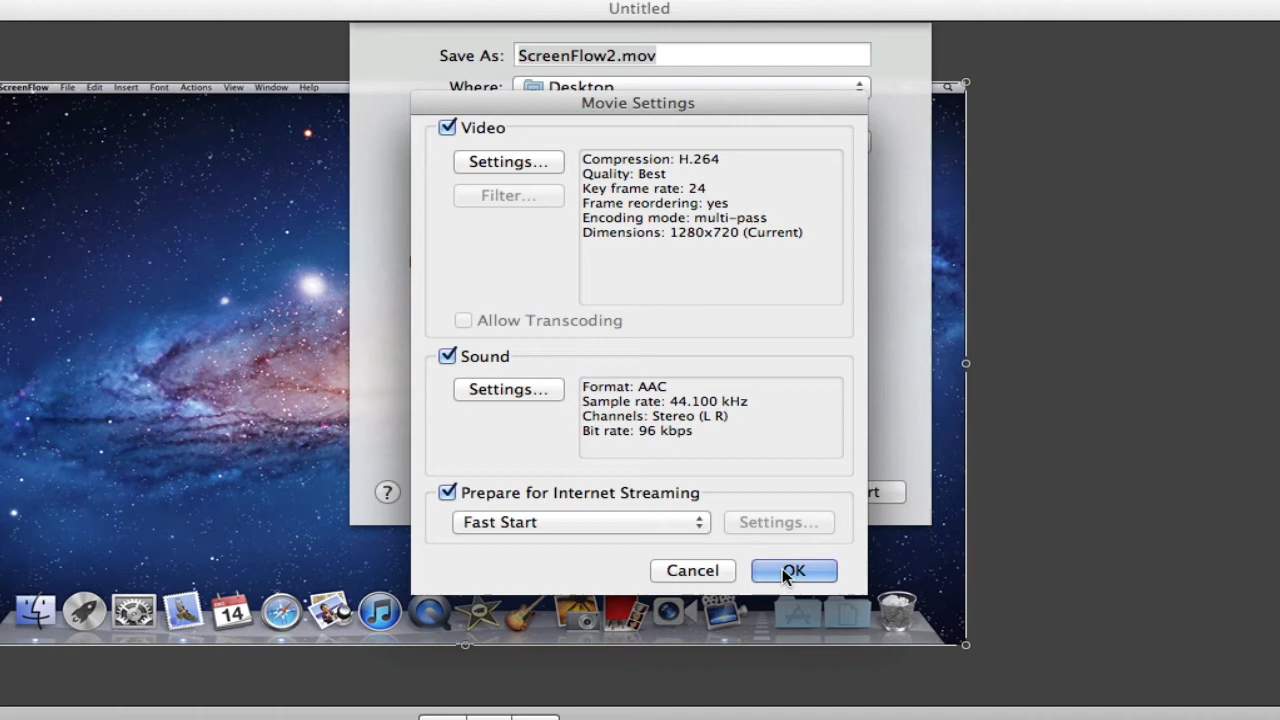 Untitled
Save As: ScreenFlow2.mov
Where: Desktop
ScreenFlow File Edit Insert Font Actions View Window Help
Movie Settings
Video
Settings...
Filter...
Compression: H.264
Quality: Best
Key frame rate: 24
Frame reordering: yes
Encoding mode: multi-pass
Dimensions: 1280x720 (Current)
Allow Transcoding
Sound
Settings...
Format: AAC
Sample rate: 44.100 kHz
Channels: Stereo (L R)
Bit rate: 96 kbps
?
Prepare for Internet Streaming
rt
Fast Start
Settings...
Cancel
OK
DEC
14